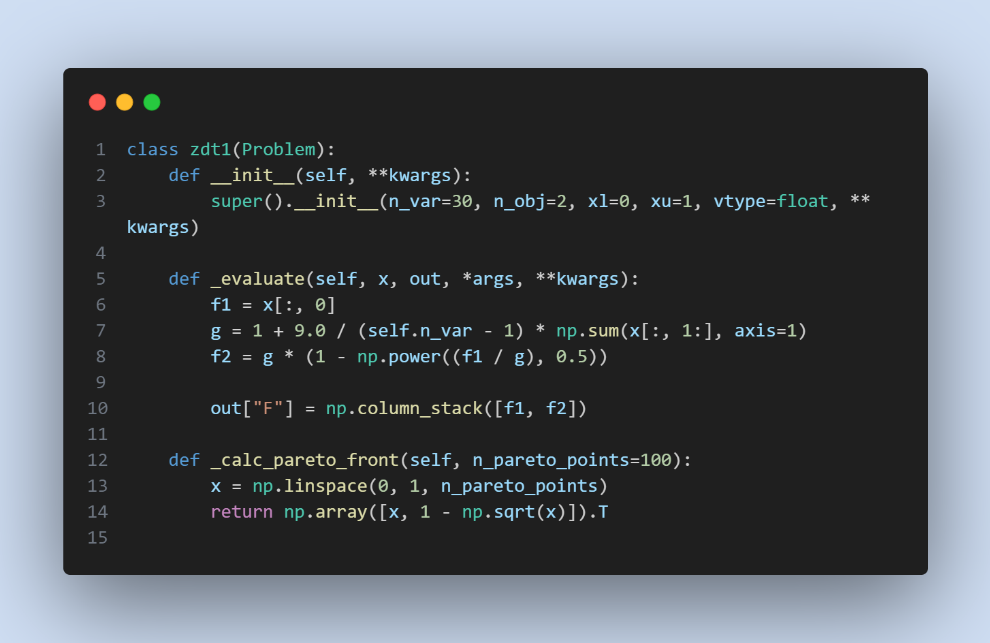 1 class zdt1(Problem):
2     def __init__(self, **kwargs):
3         super().__init__(n_var=30, n_obj=2, xl=0, xu=1, vtype=float, **
kwargs)
4
5     def _evaluate(self, x, out, *args, **kwargs):
6         f1 = x[:, 0]
7         g = 1 + 9.0 / (self.n_var - 1) * np.sum(x[:, 1:], axis=1)
8         f2 = g * (1 - np.power((f1 / g), 0.5))
9
10         out["F"] = np.column_stack([f1, f2])
11
12     def _calc_pareto_front(self, n_pareto_points=100):
13         x = np.linspace(0, 1, n_pareto_points)
14         return np.array([x, 1 - np.sqrt(x)]).T
15